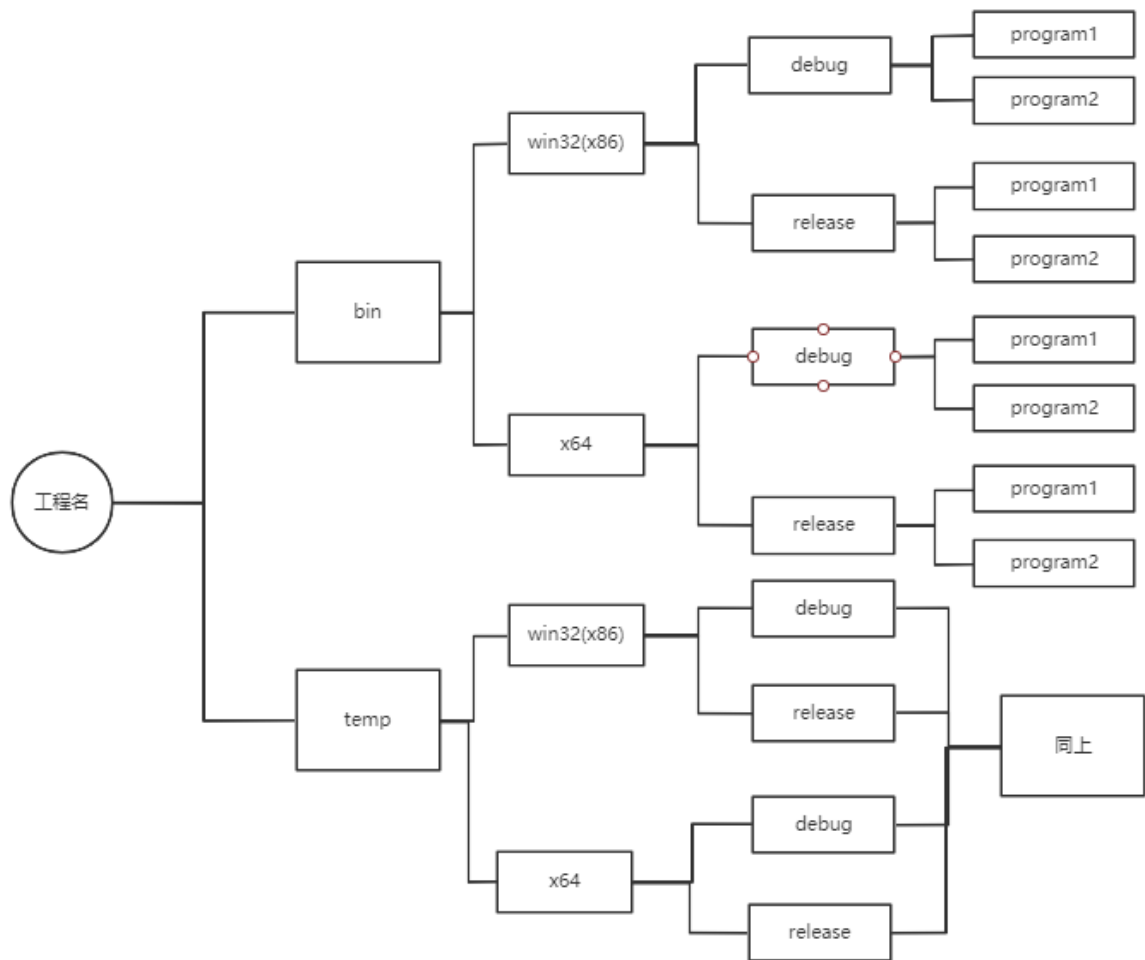 工程名
bin
win32(x86)
debug
program1
program2
release
program1
program2
x64
debug
program1
program2
release
program1
program2
temp
win32(x86)
debug
release
x64
debug
release
同上